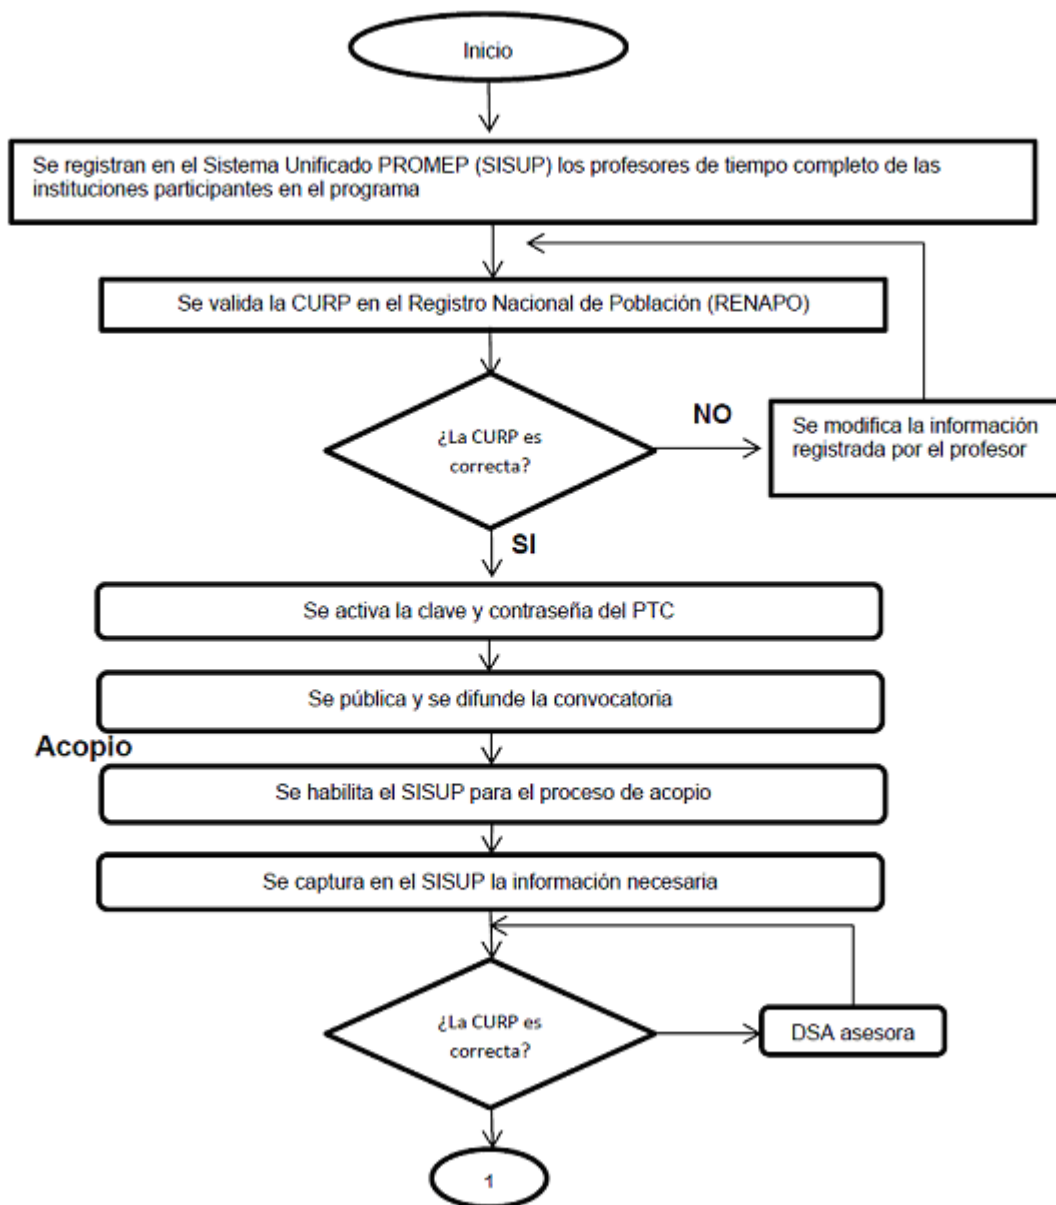 Inicio
Se registran en el Sistema Unificado PROMEP (SISUP) los profesores de tiempo completo de las
instituciones participantes en el programa
Se valida la CURP en el Registro Nacional de Población (RENAPO)
¿La CURP es
correcta?
NO
Se modifica la información
registrada por el profesor
SI
Se activa la clave y contraseña del PTC
Se pública y se difunde la convocatoria
Acopio
Se habilita el SISUP para el proceso de acopio
Se captura en el SISUP la información necesaria
¿La CURP es
correcta?
DSA asesora
1